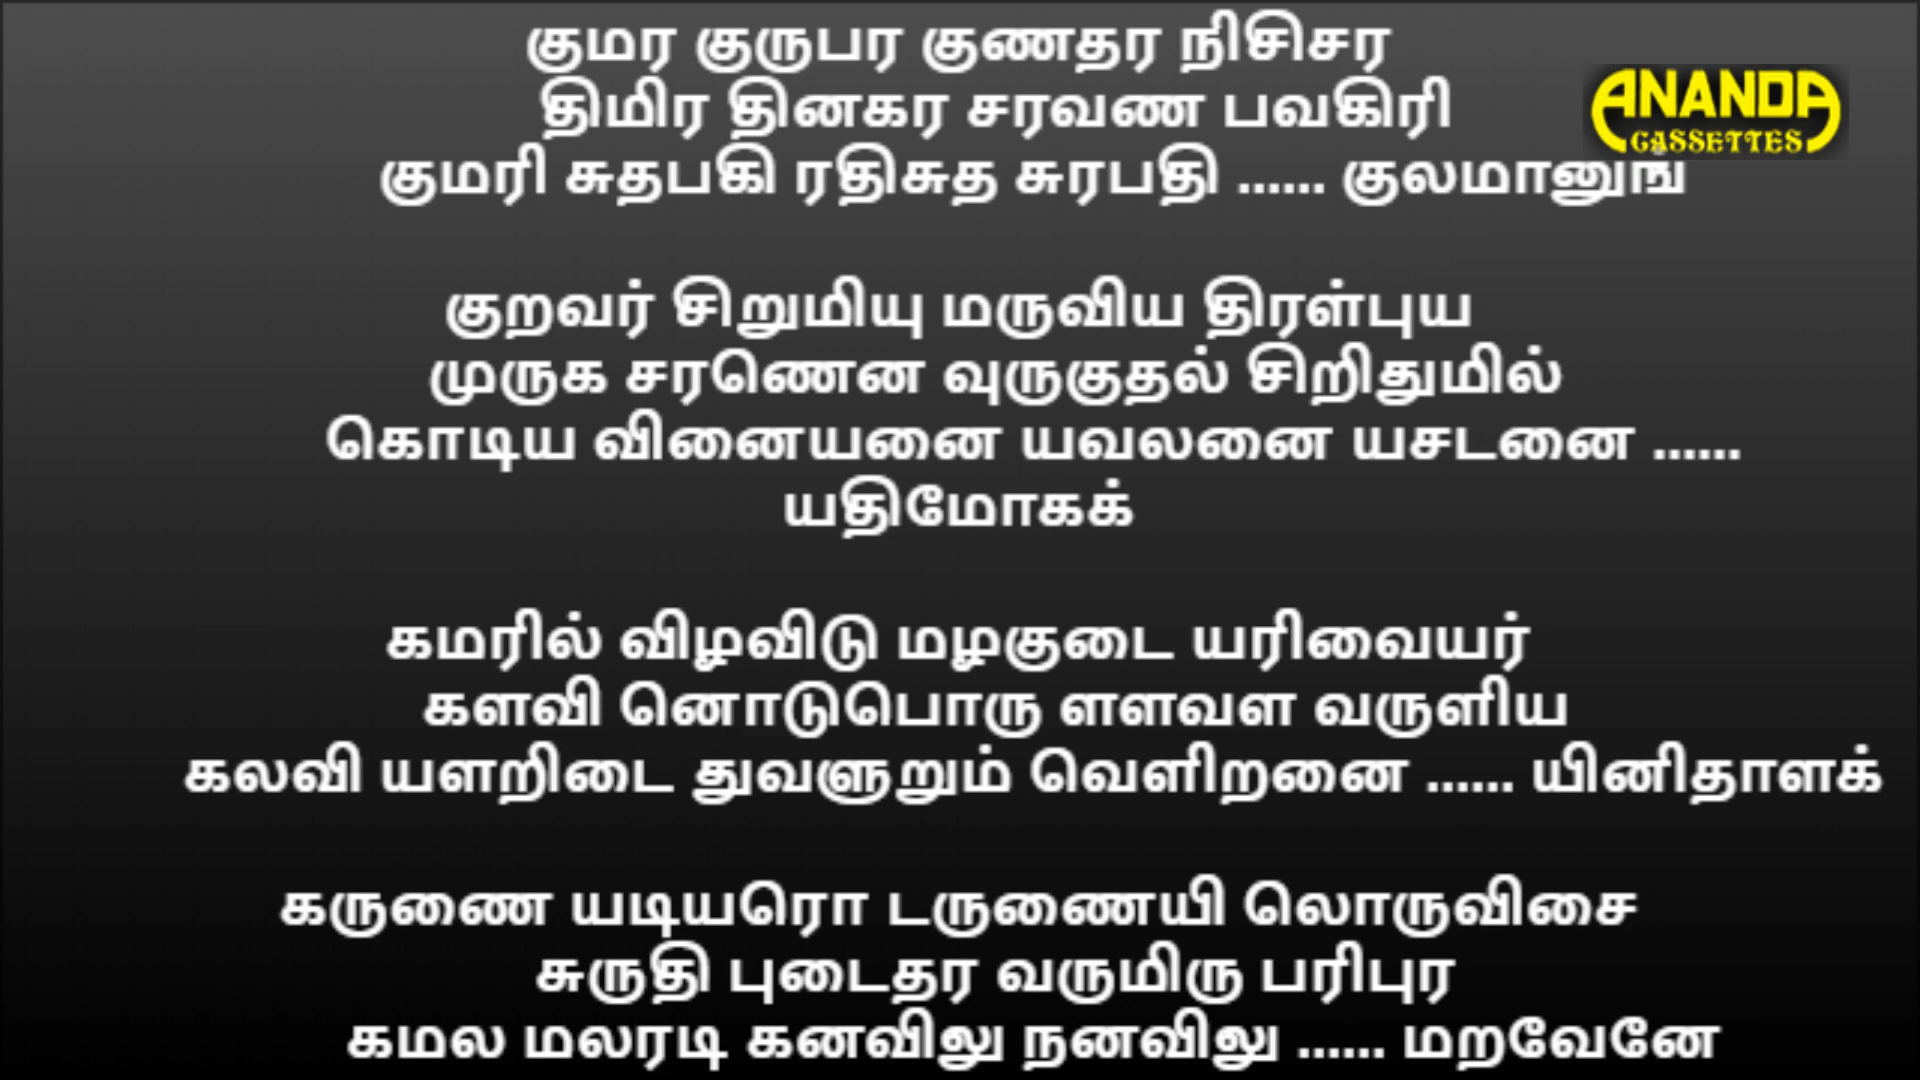 குமர குருபர குணதர நிசிசர
ANANDA
CASSETTES
திமிர தினகர சரவண பவகிரி
குமரி சுதபகி ரதிசுத சுரபதி ...... குலமானுங்
குறவர் சிறுமியு மருவிய திரள்புய
முருக சரணென வுருகுதல் சிறிதுமில்
கொடிய வினையனை யவலனை யசடனை ......
யதிமோகக்
கமரில் விழவிடு மழகுடை யரிவையர்
களவி னொடுபொரு ளளவள வருளிய
கலவி யளறிடை துவளுறும் வெளிறனை ...... யினிதாளக்
கருணை யடியரொ டருணையி லொருவிசை
சுருதி புடைதர வருமிரு பரிபுர
கமல மலரடி கனவிலு நனவிலு ...... மறவேனே